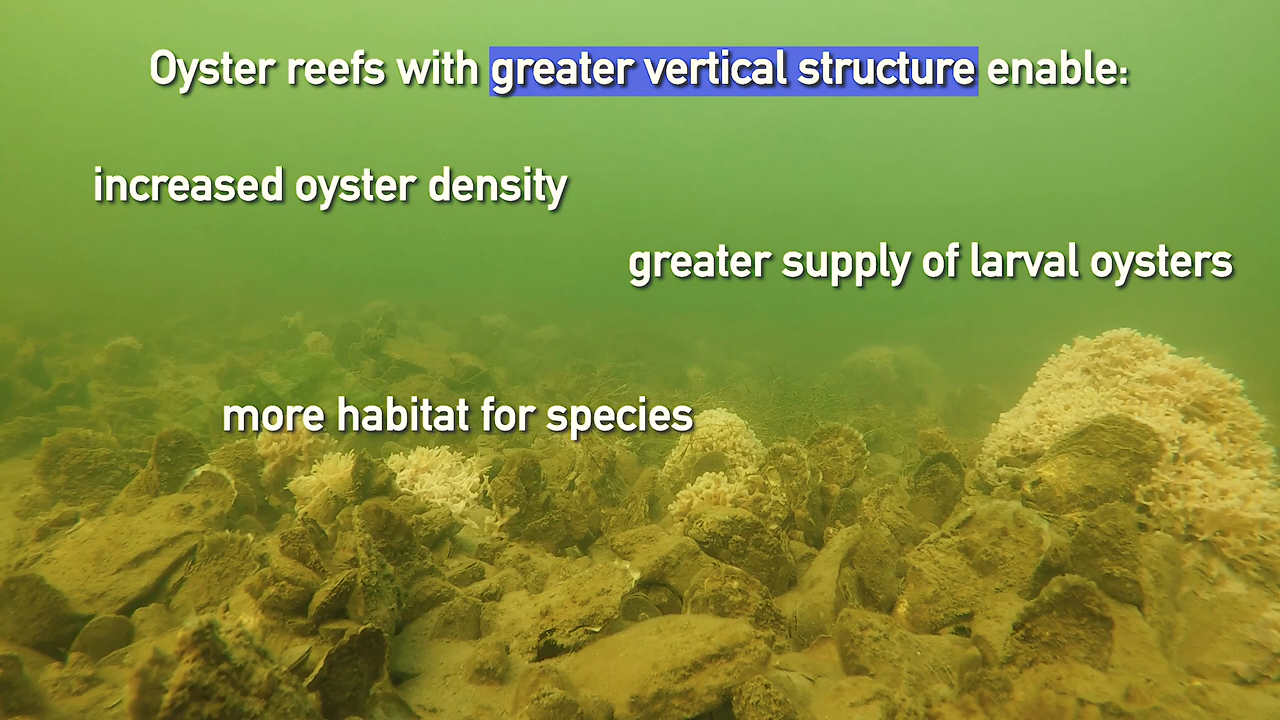 Oyster reefs with greater vertical structure enable:
increased oyster density
greater supply of larval oysters
more habitat for species